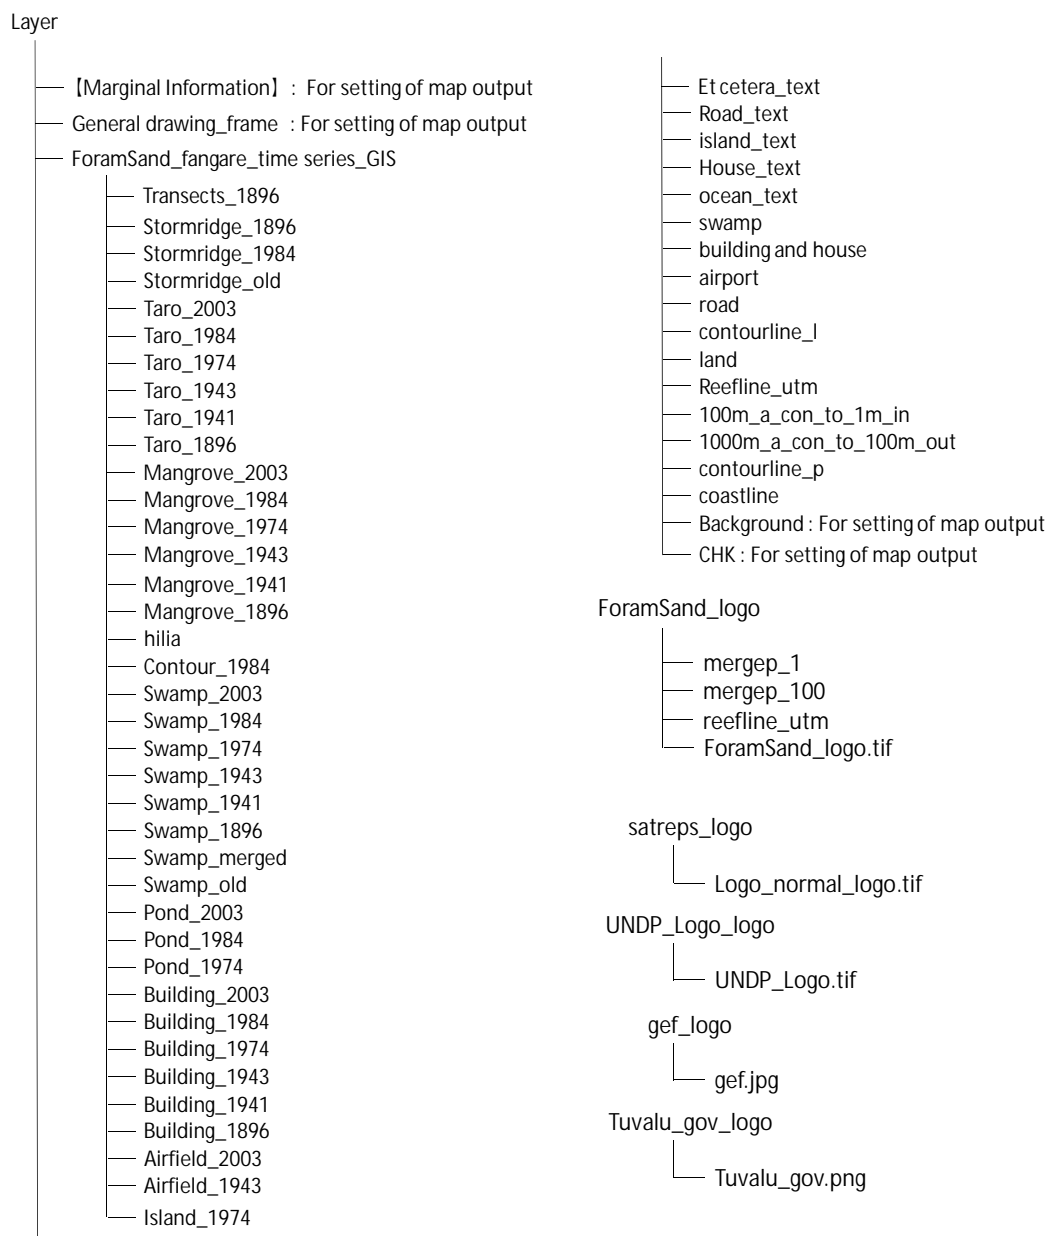 Layer
【Marginal Information】: For setting of map output
General drawing_frame : For setting of map output
ForamSand_fangare_time series_GIS
Transects_1896
Stormridge_1896
Stormridge_1984
Stormridge_old
Taro_2003
Taro_1984
Taro_1974
Taro_1943
Taro_1941
Taro_1896
Mangrove_2003
Mangrove_1984
Mangrove_1974
Mangrove_1943
Mangrove_1941
Mangrove_1896
hilia
Contour_1984
Swamp_2003
Swamp_1984
Swamp_1974
Swamp_1943
Swamp_1941
Swamp_1896
Swamp_merged
Swamp_old
Pond_2003
Pond_1984
Pond_1974
Building_2003
Building_1984
Building_1974
Building_1943
Building_1941
Building_1896
Airfield_2003
Airfield_1943
Island_1974
Et cetera_text
Road_text
island_text
House_text
ocean_text
swamp
building and house
airport
road
contourline_l
land
Reefline_utm
100m_a_con_to_1m_in
1000m_a_con_to_100m_out
contourline_p
coastline
Background : For setting of map output
CHK : For setting of map output
ForamSand_logo
mergep_1
mergep_100
reefline_utm
ForamSand_logo.tif
satreps_logo
Logo_normal_logo.tif
UNDP_Logo_logo
UNDP_Logo.tif
gef_logo
gef.jpg
Tuvalu_gov_logo
Tuvalu_gov.png